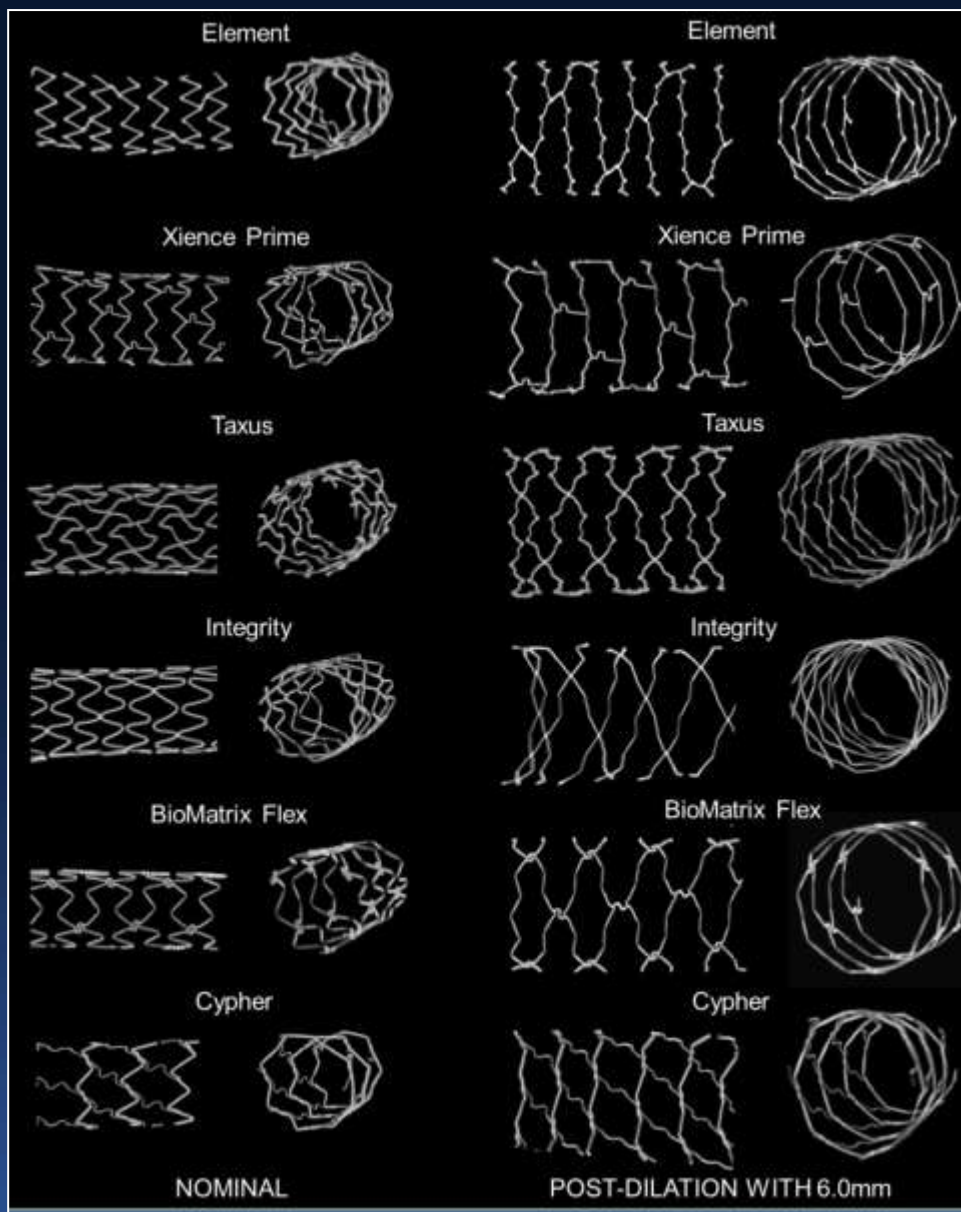 Element
Element
Xience Prime
Xience Prime
Taxus
Taxus
Integrity
Integrity
BioMatrix Flex
BioMatrix Flex
Cypher
Cypher
NOMINAL
POST-DILATION WITH 6.0mm